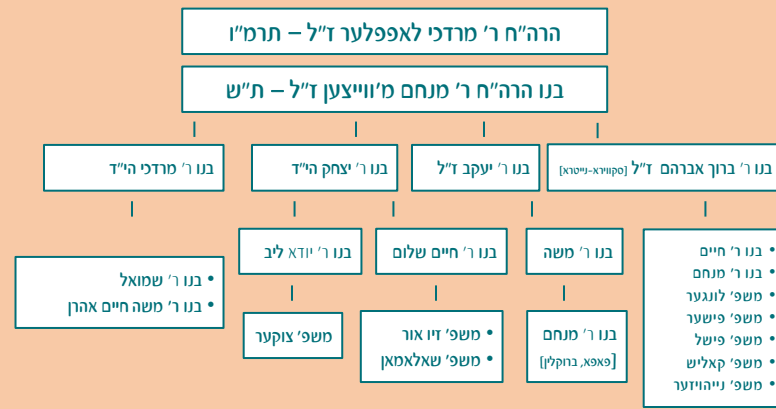 הרה"ח ר' מרדכי לאפפלער ז"ל – תרמ"ו
בנו הרה"ח ר' מנחם מ'ווייצען ז"ל – ת"ש
בנו ר' ברוך אברהם ז"ל [סקווירא-נייטרא]
בנו ר' יעקב ז"ל
בנו ר' יצחק הי"ד
בנו ר' מרדכי הי"ד
• בנו ר' חיים
• בנו ר' מנחם
• משפ' לונגער
• משפ' פישער
• משפ' פישל
• משפ' קאליש
• משפ' נייהויזער
בנו ר' משה
בנו ר' חיים שלום
בנו ר' יודא ליב
• בנו ר' שמואל
• בנו ר' משה חיים אהרן
בנו ר' מנחם
[פאפא, ברוקלין]
• משפ' זיו אור
• משפ' שאלאמאן
משפ' צוקער